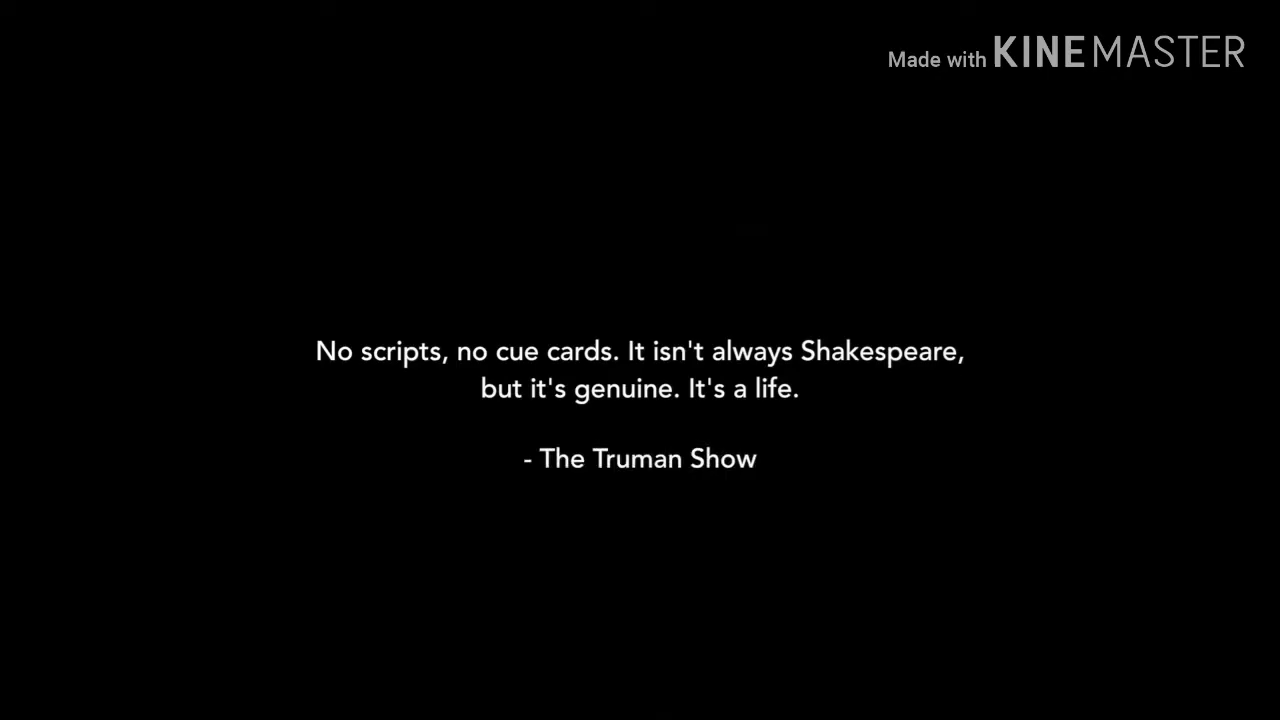 Made with KINEMASTER
No scripts, no cue cards. It isn't always Shakespeare,
but it's genuine. It's a life.
- The Truman Show